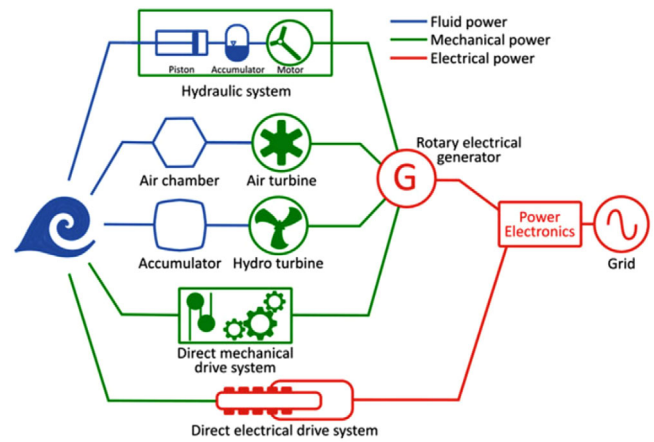 Fluid power
Mechanical power
Electrical power
Piston
Accumulator
Motor
Hydraulic system
Rotary electrical
generator
Air chamber
Air turbine
G
Power
Electronics
Accumulator
Hydro turbine
Grid
Direct mechanical
drive system
Direct electrical drive system